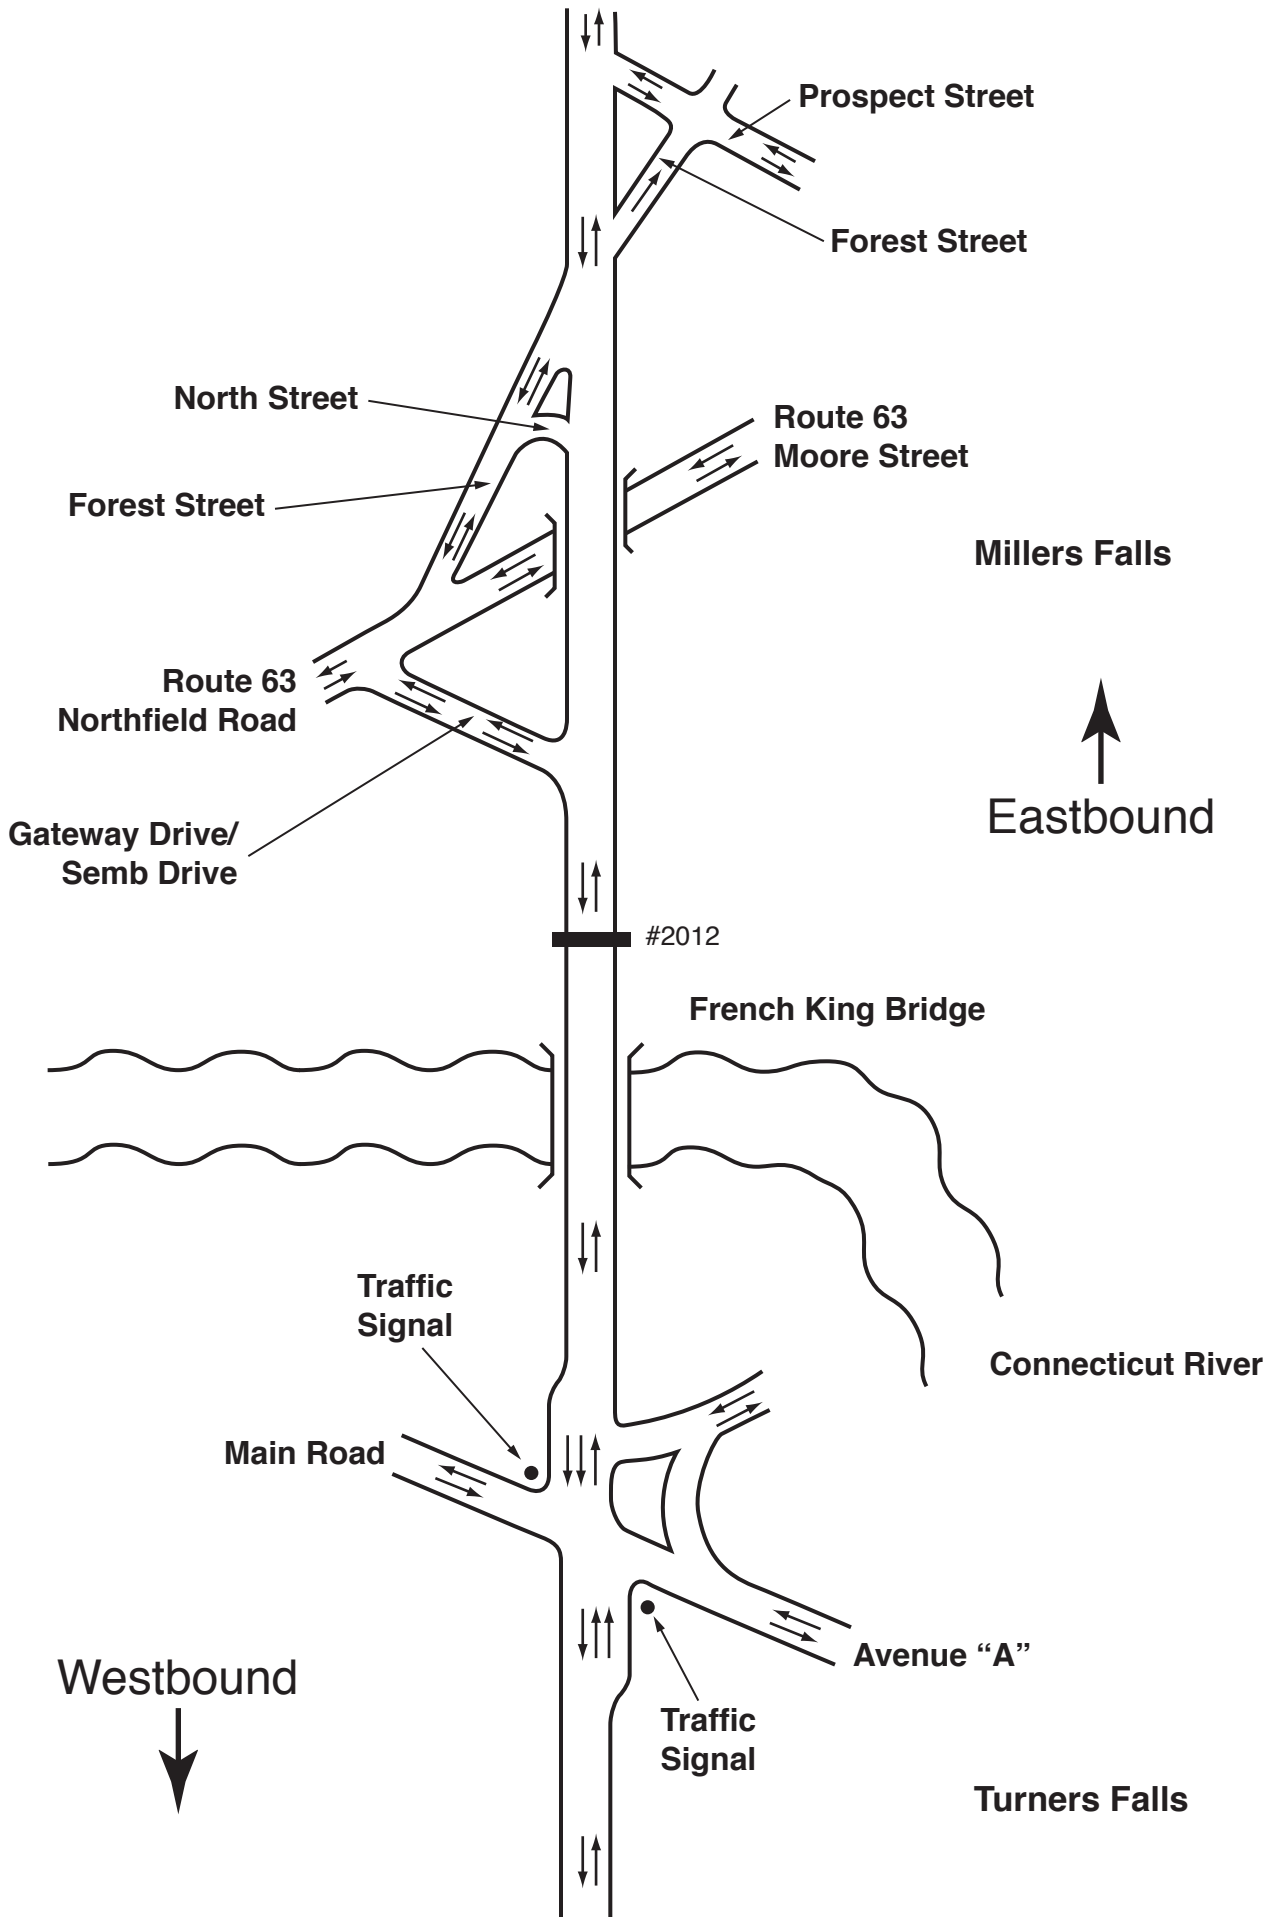 Prospect Street
Forest Street
North Street
Route 63
Moore Street
Forest Street
Millers Falls
Route 63
Northfield Road
Eastbound
Gateway Drive/
Semb Drive
#2012
French King Bridge
Traffic
Signal
Connecticut River
Main Road
Avenue “A”
Westbound
Traffic
Signal
Turners Falls